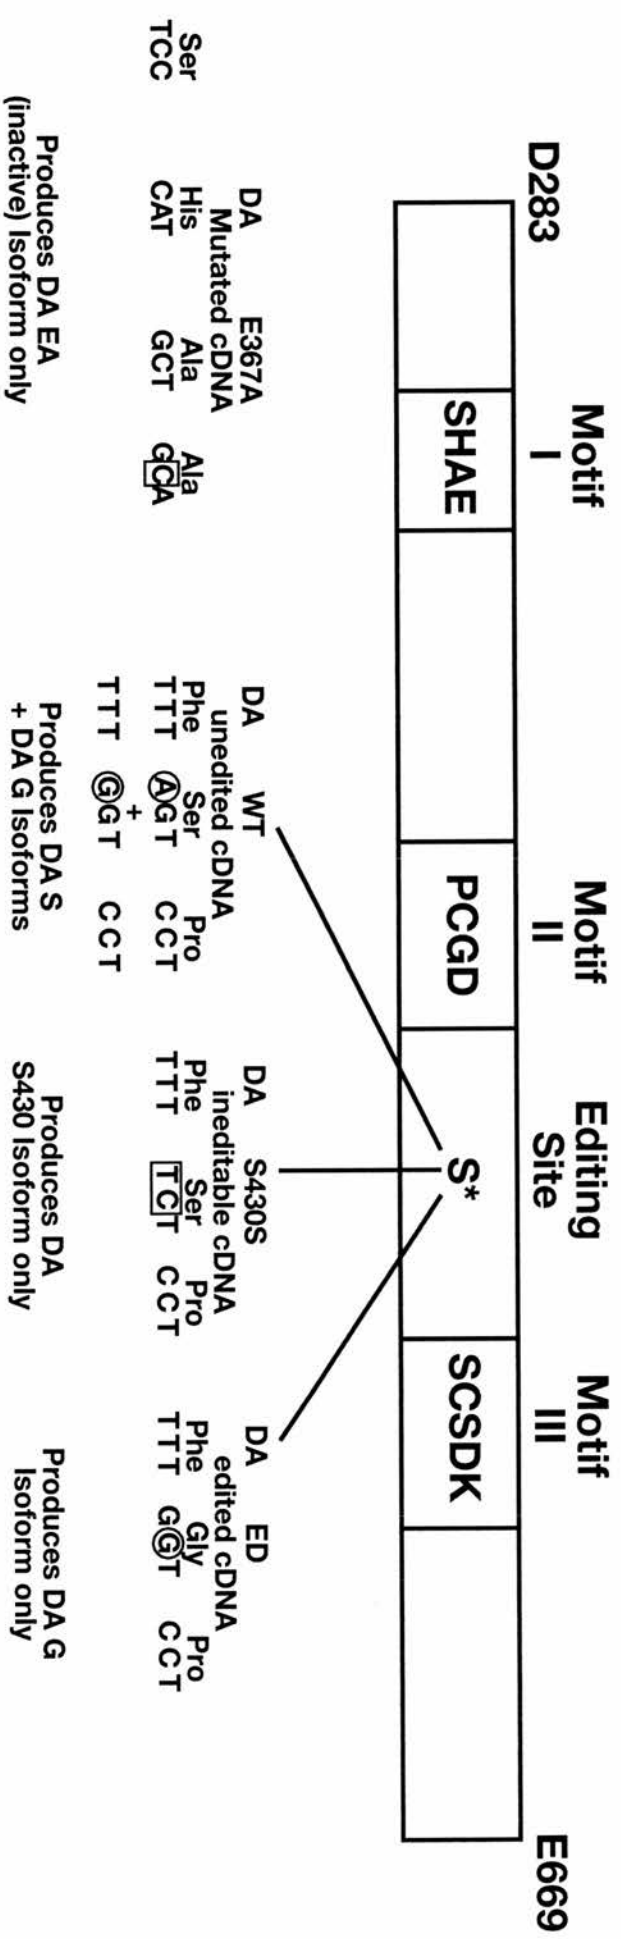 D283
Motif
I
Motif
II
Editing
Site
Motif
III
E669
SHAE
PCGD
S*
SCSDK
DA E367A
Mutated cDNA
Ser His Ala Ala
TCC CAT GCT GCA
Produces DA EA
(inactive) Isoform only
DA WT
unedited cDNA
Phe Ser Pro
TTT AGT CCT
+
TTT GGT CCT
Produces DA S
+ DA G Isoforms
DA S430S
ineditable cDNA
Phe Ser Pro
TTT TCT CCT
Produces DA
S430 Isoform only
DA ED
edited cDNA
Phe Gly Pro
TTT GGT CCT
Produces DA G
Isoform only